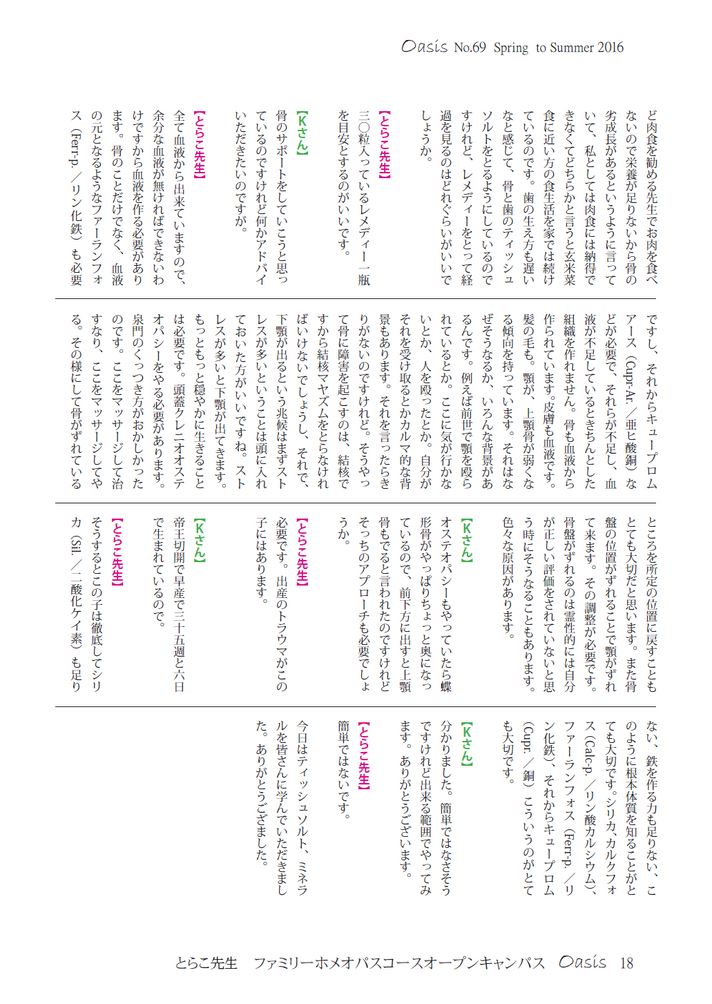 Oasis No.69 Spring to Summer 2016
ど肉食を勧める先生でお肉を食べ
ないので栄養が足りないから骨の
劣成長があるというように言って
いて、私としては肉食には納得で
きなくてどちらかと言うと玄米菜
食に近い方の食生活を家では続け
ているのです。歯の生え方も遅い
なと感じて、骨と歯のティッシュ
ソルトをとるようにしているので
すけれど、レメディーをとって経
過を見るのはどれぐらいがいいで
しょうか。
【とらこ先生】
三〇粒入っているレメディー一瓶
を目安とするのがいいです。
【Kさん】
骨のサポートをしていこうと思っ
ているのですけれど何かアドバイ
いただきたいのですが。
【とらこ先生】
全て血液から出来ていますので、
余分な血液が無ければできないわ
けですから血液を作る必要があり
ます。骨のことだけでなく、血液
の元となるようなファーランフォ
ス（Ferr-p.／リン化鉄）も必要
ですし、それからキュープロム
アース（Cupr-Ar.／亜ヒ酸銅）な
どが必要で、それらが不足し、血
液が不足しているときちんとした
組織を作れません。骨も血液から
作られています。皮膚も血液です。
髪の毛も。顎が、上顎骨が弱くな
る傾向を持っています。それはな
ぜそうなるか、いろんな背景があ
るんです。例えば前世で顎を殴ら
れているとか。ここに気が行かな
いとか、人を殴ったとか。自分が
それを受け取るとかカルマ的な背
景もあります。それを言ったらき
りがないのですけれど。そうやっ
て骨に障害を起こすのは、結核で
すから結核マヤズムをとらなけれ
ばいけないでしょうし、それで、
下顎が出るという兆候はまずスト
レスが多いということは頭に入れ
ておいた方がいいですね。スト
レスが多いと下顎が出てきます。
もっともっと穏やかに生きること
は必要です。頭蓋クレニオオステ
オパシーをやる必要があります。
泉門のくっつき方がおかしかった
のです。ここをマッサージして治
すなり、ここをマッサージしてや
る。その様にして骨がずれている
ところを所定の位置に戻すことも
とても大切だと思います。また骨
盤の位置がずれることで顎がずれ
て来ます。その調整が必要です。
骨盤がずれるのは霊性的には自分
が正しい評価をされていないと思
う時にそうなることもあります。
色々な原因があります。
【Kさん】
オステオパシーもやっていたら蝶
形骨がやっぱりちょっと奥になっ
ているので、前下方に出すと上顎
骨もでると言われたのですけれど
そっちのアプローチも必要でしょ
うか。
【とらこ先生】
必要です。出産のトラウマがこの
子にはあります。
【Kさん】
帝王切開で早産で三十五週と六日
で生まれているので。
【とらこ先生】
そうするとこの子は徹底してシリ
カ（Sil.／二酸化ケイ素）も足り
ない、鉄を作る力も足りない、こ
のように根本体質を知ることがと
ても大切です。シリカ、カルクフォ
ス（Calc-p.／リン酸カルシウム）、
ファーランフォス（Ferr-p.／リ
ン化鉄）、それからキュープロム
（Cupr.／銅）こういうのがとて
も大切です。
【Kさん】
分かりました。簡単ではなさそう
ですけれど出来る範囲でやってみ
ます。ありがとうございます。
【とらこ先生】
簡単ではないです。
今日はティッシュソルト、ミネラ
ルを皆さんに学んでいただきまし
た。ありがとうござました。
とらこ先生 ファミリーホメオパスコースオープンキャンパス Oasis 18